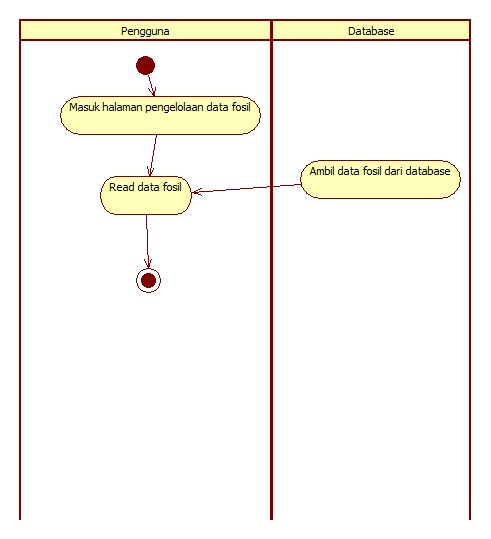 Pengguna
Database
Masuk halaman pengelolaan data fosil
Read data fosil
Ambil data fosil dari database